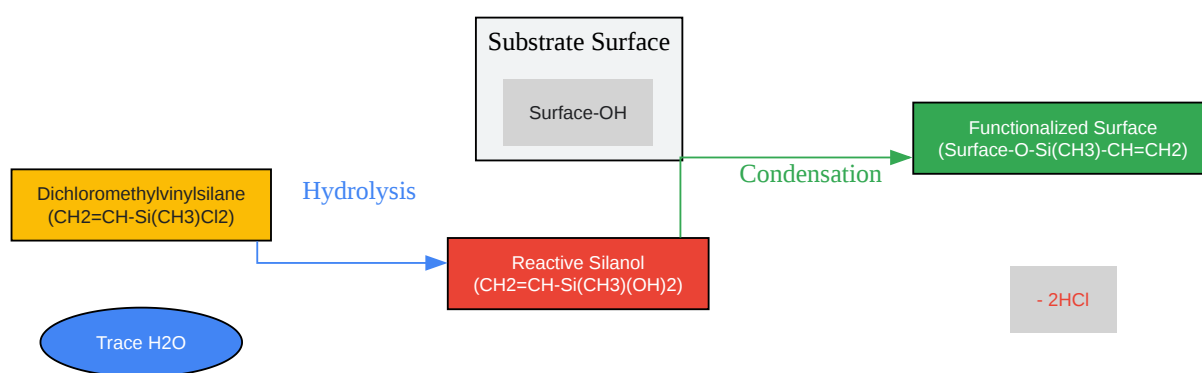 Substrate Surface
Surface-OH
Functionalized Surface
(Surface-O-Si(CH3)-CH=CH2)
Condensation
Dichloromethylvinylsilane
(CH2=CH-Si(CH3)Cl2)
Hydrolysis
Reactive Silanol
(CH2=CH-Si(CH3)(OH)2)
- 2HCl
Trace H2O